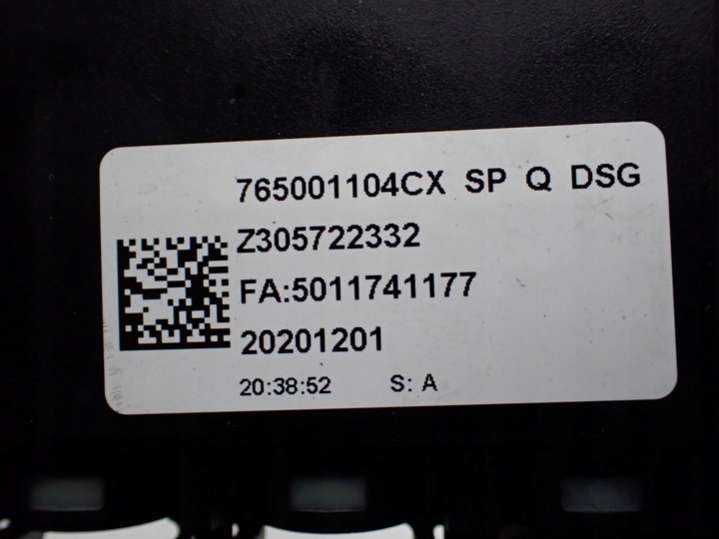 765001104CX SP Q DSG
Z305722332
FA:5011741177
20201201
20:38:52 S: A